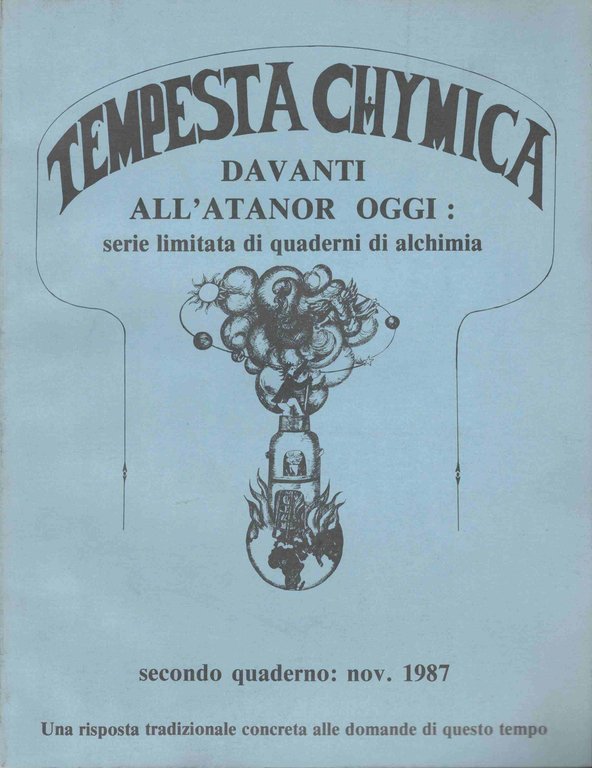 TEMPESTA CHYMICA
DAVANTI
ALL'ATANOR OGGI :
serie limitata di quaderni di alchimia
secondo quaderno: nov. 1987
Una risposta tradizionale concreta alle domande di questo tempo